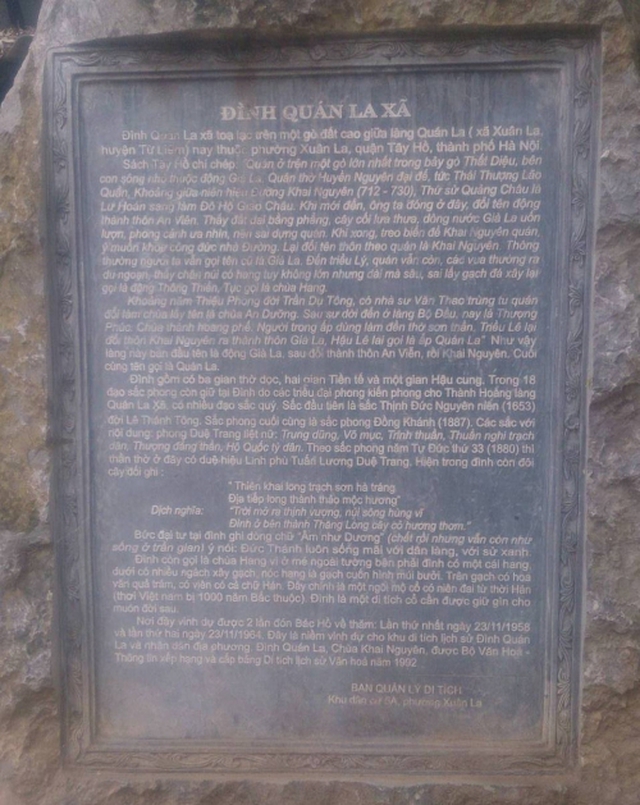 ĐÌNH QUÁN LA XÃ
Đình Quán La xã toạ lạc trên một gò đất cao giữa làng Quán La ( xã Xuân La,
huyện Từ Liêm) nay thuộc phường Xuân La, quận Tây Hồ, thành phố Hà Nội
Sách Tây Hồ chí chép: "Quán ở trên một gò lớn nhất trong bảy gò Thất Diệu, bên
con sông nhỏ thuộc động Già La. Quán thờ Huyền Nguyên đại đế, tức Thái Thượng Lão
Quân, Khoảng giữa niên hiệu Đường Khai Nguyên (712 - 730), Thứ sử Quảng Châu là
Lư Hoán sang làm Đô Hộ Giao Châu. Khi mới đến, ông ta đóng ở đây, đổi tên động
thành thôn An Viễn. Thấy đất đai bằng phẳng, cây cối lưa thưa, dòng nước Già La uốn
lượn, phong cảnh ưa nhìn, nên sai dựng quán. Khi xong, treo biển đề Khai Nguyên quán,
ý muốn khoe công đức nhà Đường. Lại đổi tên thôn theo quán là Khai Nguyên. Thông
thường người ta vẫn gọi tên cũ là Già La. Đến triều Lý, quán vẫn còn, các vua thường ra
du ngoạn, thấy chân núi có hang tuy không lớn nhưng dài mà sâu, sai lấy gạch đá xây lại
gọi là động Thông Thiên, Tục gọi là chùa Hang.
Khoảng năm Thiệu Phong đời Trần Dụ Tông, có nhà sư Văn Thao trùng tu quán
đổi làm chùa lấy tên là chùa An Dưỡng. Sau sư dời đến ở làng Bộ Đầu, nay là Thượng
Phúc. Chùa thành hoang phế. Người trong ấp dùng làm đền thờ sơn thần. Triều Lê lại
đổi thôn Khai Nguyên ra thành thôn Già La, Hậu Lê lại gọi là ấp Quán La" Như vậy
làng này ban đầu tên là động Già La, sau đổi thành thôn An Viễn, rồi Khai Nguyên. Cuối
cùng tên gọi là Quán La.
Đình gồm có ba gian thờ dọc, hai gian Tiền tế và một gian Hậu cung. Trong 18
đạo sắc phong còn giữ tại Đình do các triều đại phong kiến phong cho Thành Hoàng làng
Quán La Xã, có nhiều đạo sắc quý. Sắc đầu tiên là sắc Thịnh Đức Nguyên niên (1653)
đời Lê Thánh Tông. Sắc phong cuối cùng là sắc phong Đồng Khánh (1887). Các sắc với
nội dung: phong Duệ Trang liệt nữ; Trung dũng, Võ mục, Trinh thuần, Thuần nghi trạch
dân, Thượng đẳng thần, Hộ Quốc tý dân. Theo sắc phong năm Tự Đức thứ 33 (1880) thì
thần thờ ở đây có duệ hiệu Linh phù Tuấn Lương Duệ Trang. Hiện trong đình còn đôi
câu đối ghi :
" Thiên khai long trạch sơn hà tráng
Địa tiếp long thành thảo mộc hương"
Dịch nghĩa: "Trời mở ra thịnh vượng, núi sông hùng vĩ
Đình ở bên thành Thăng Long cây cỏ hương thơm."
Bức đại tự tại đình ghi dòng chữ "Âm như Dương" (chết rồi nhưng vẫn còn như
sống ở trần gian) ý nói: Đức Thánh luôn sống mãi với dân làng, với sử xanh.
Đình còn gọi là chùa Hang vì ở mé ngoài tường bên phải đình có một cái hang,
dưới có nhiều ngách xây gạch, nóc hang là gạch cuốn hình múi bưởi. Trên gạch có hoa
văn quả trám, có viên có cả chữ Hán. Đây chính là một ngôi mộ cổ có niên đại từ thời Hán
(thời Việt nam bị 1000 năm Bắc thuộc). Đình là một di tích cổ cần được giữ gìn cho
muôn đời sau.
Nơi đây vinh dự được 2 lần đón Bác Hồ về thăm: Lần thứ nhất ngày 23/11/1958
và lần thứ hai ngày 23/11/1964. Đây là niềm vinh dự cho khu di tích lịch sử Đình Quán
La và nhân dân địa phương. Đình Quán La, Chùa Khai Nguyên, được Bộ Văn Hoá -
Thông tin xếp hạng và cấp bằng Di tích lịch sử Văn hoá năm 1992
BAN QUẢN LÝ DI TÍCH
Khu dân cư 5A, phường Xuân La